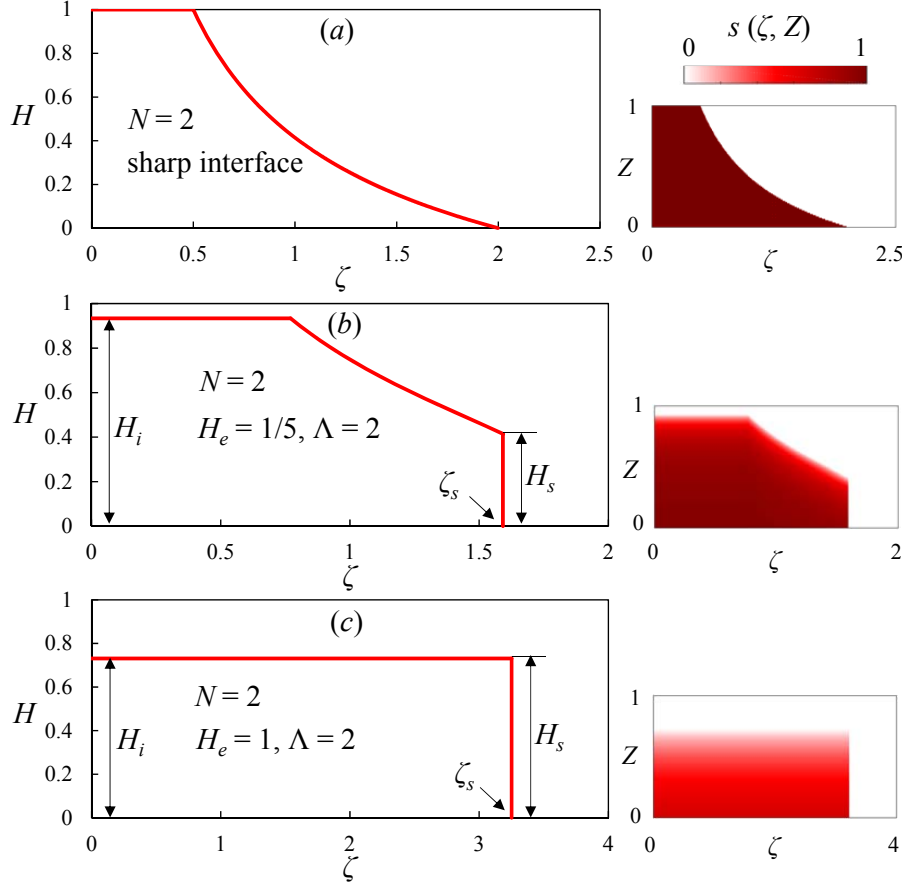 (a)
H
1
0.8
0.6
0.4
0.2
0
N = 2
sharp interface
0 0.5 1 1.5 2 2.5
ζ
s (ζ, Z)
0 1
1
Z
0
0 2.5
ζ
(b)
H
1
0.8
0.6
0.4
0.2
0
N = 2
H_i
H_e = 1/5, Λ = 2
ζ_s
H_s
0 0.5 1 1.5 2
ζ
1
Z
0
0 2
ζ
(c)
H
1
0.8
0.6
0.4
0.2
0
N = 2
H_i
H_e = 1, Λ = 2
H_s
ζ_s
0 1 2 3 4
ζ
1
Z
0
0 4
ζ